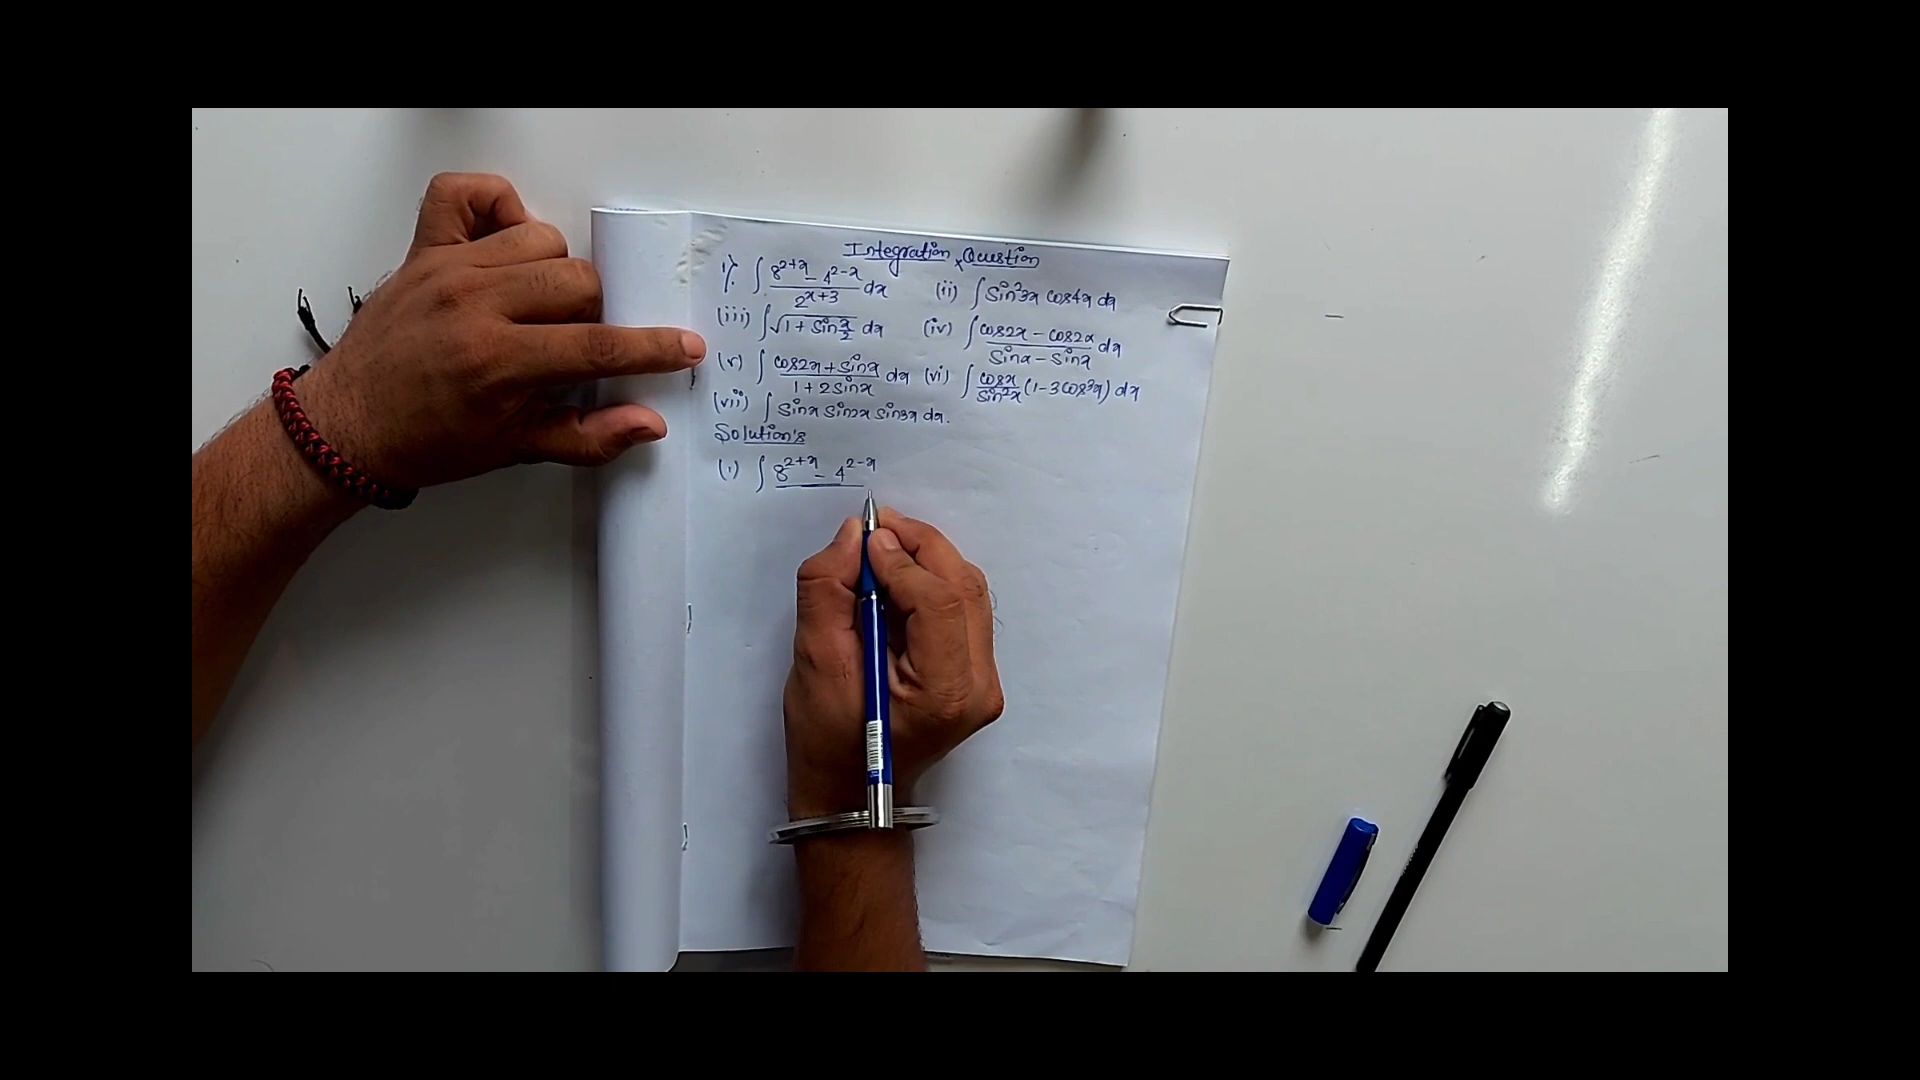 Integration Question
1). ∫ (8^(2+x) - 4^(2-x))/(2^(x+3)) dx (ii) ∫ Sin²3x cos4x dx
(iii) ∫ √(1 + Sin x/2) dx (iv) ∫ (cos2x - cos2α)/(Sinα - Sinx) dx
(v) ∫ (cos2x + sinx)/(1 + 2sinx) dx (vi) ∫ cosx/sin²x (1-3cos³x) dx
(vii) ∫ Sinx Sin2x Sin3x dx.
Solution's
(i) ∫ 8^(2+x) - 4^(2-x)